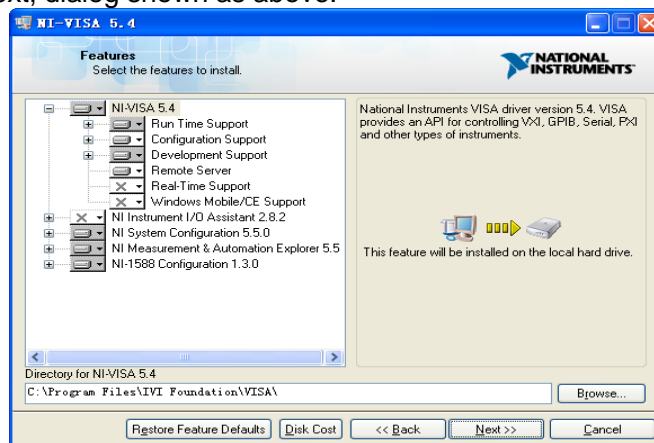 ext, dialog shown as above.
NI-VISA 5.4
Features
Select the features to install.
NATIONAL
INSTRUMENTS™
NI-VISA 5.4
Run Time Support
Configuration Support
Development Support
Remote Server
Real-Time Support
Windows Mobile/CE Support
NI Instrument I/O Assistant 2.8.2
NI System Configuration 5.5.0
NI Measurement & Automation Explorer 5.5
NI-1588 Configuration 1.3.0
National Instruments VISA driver version 5.4. VISA
provides an API for controlling VXI, GPIB, Serial, PXI
and other types of instruments.
This feature will be installed on the local hard drive.
Directory for NI-VISA 5.4
C:\Program Files\IVI Foundation\VISA\
Browse...
Restore Feature Defaults
Disk Cost
<< Back
Next >>
Cancel